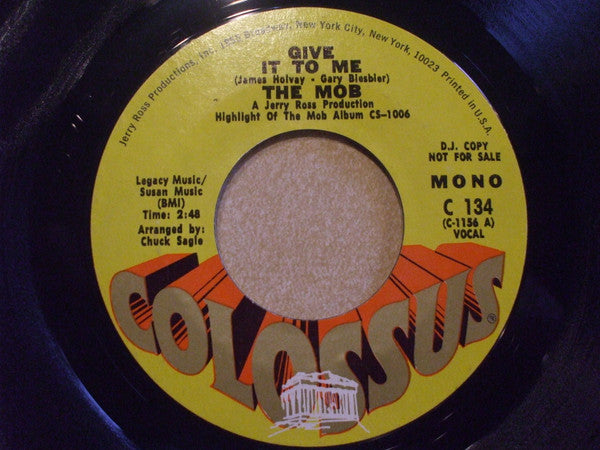 Jerry Ross Productions, Inc. 1855 Broadway, New York City, New York, 10023 Printed in U.S.A.
GIVE
IT TO ME
(James Holvay - Gary Biesbier)
THE MOB
A Jerry Ross Production
Highlight Of The Mob Album CS-1006
D.J. COPY
NOT FOR SALE
Legacy Music/
Susan Music
(BMI)
Time: 2:48
Arranged by:
Chuck Sagle
MONO
C 134
(C-1156 A)
VOCAL
COLOSSUS®